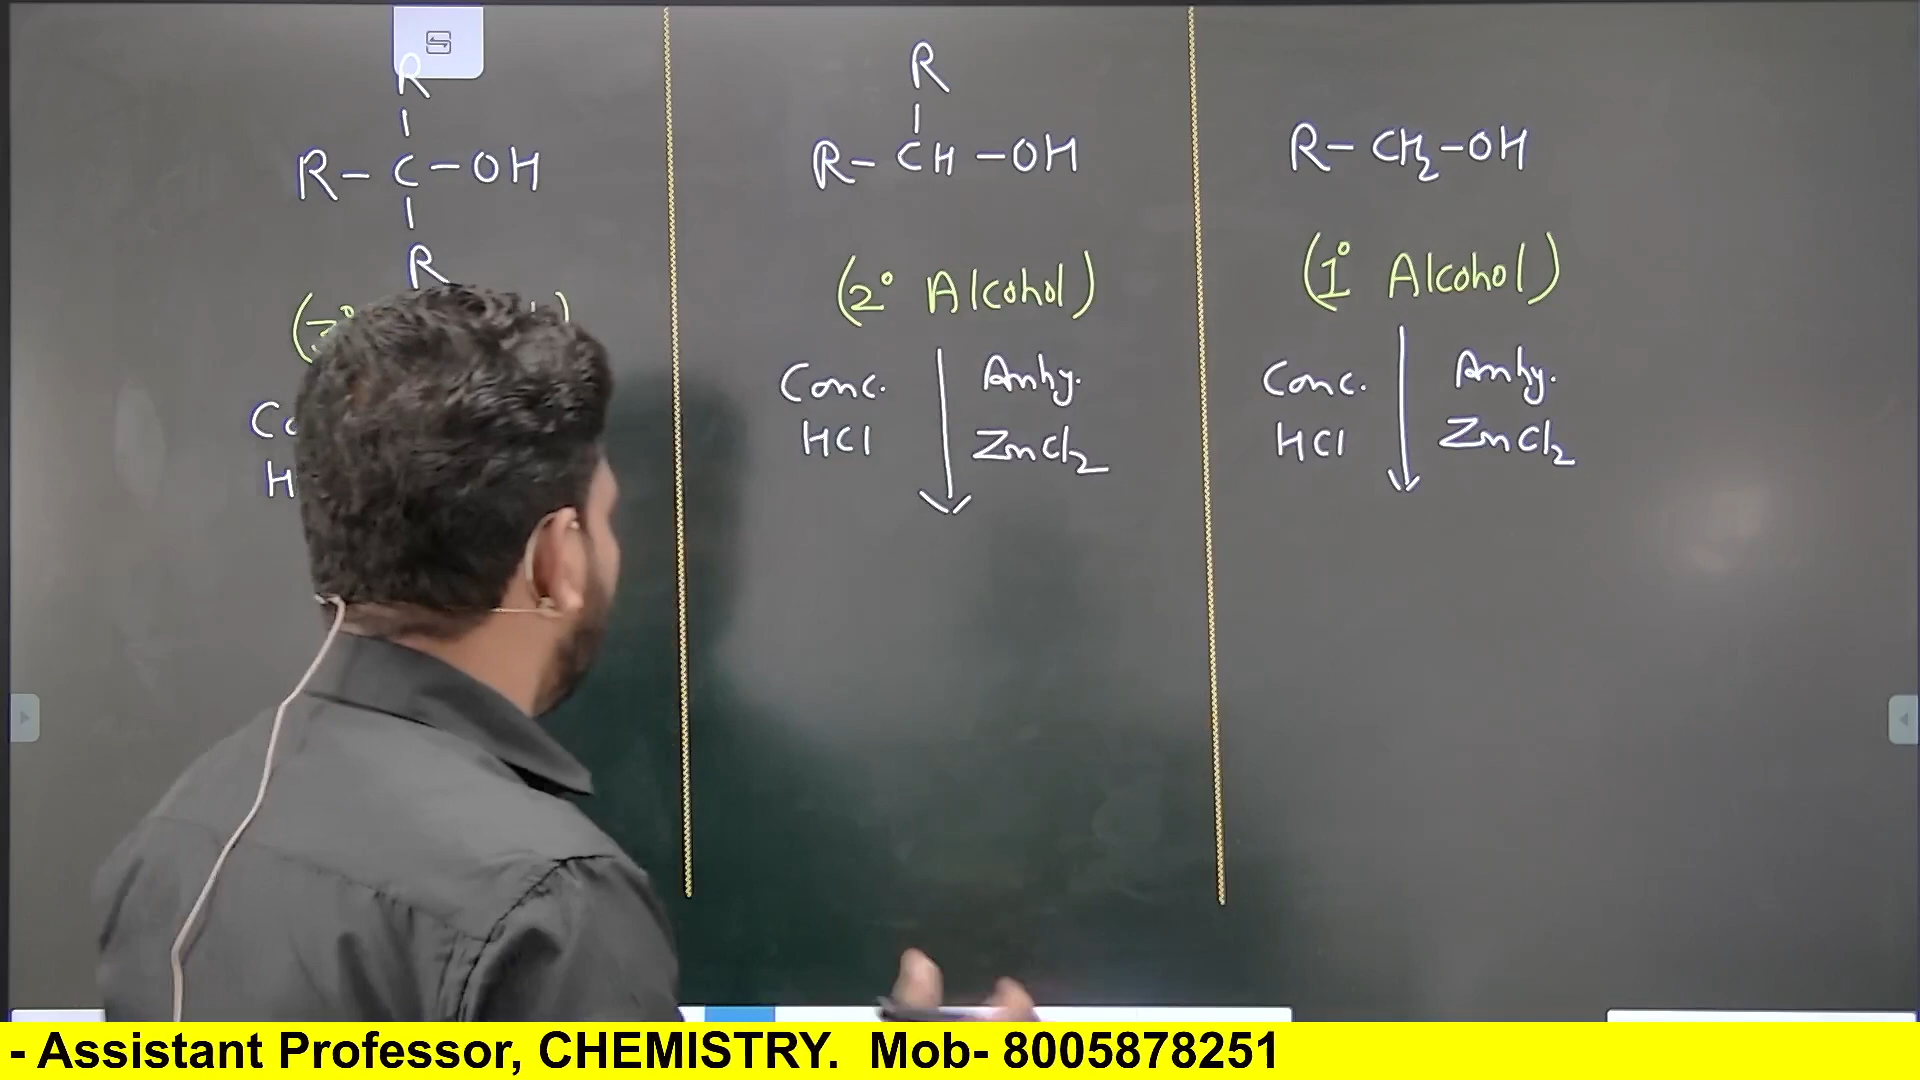 R
R - C - OH
R
(3°
R
R - CH - OH
(2° Alcohol)
Conc. Anhy.
HCl ZnCl2
R - CH2 - OH
(1° Alcohol)
Conc. Anhy.
HCl ZnCl2
- Assistant Professor, CHEMISTRY. Mob- 8005878251